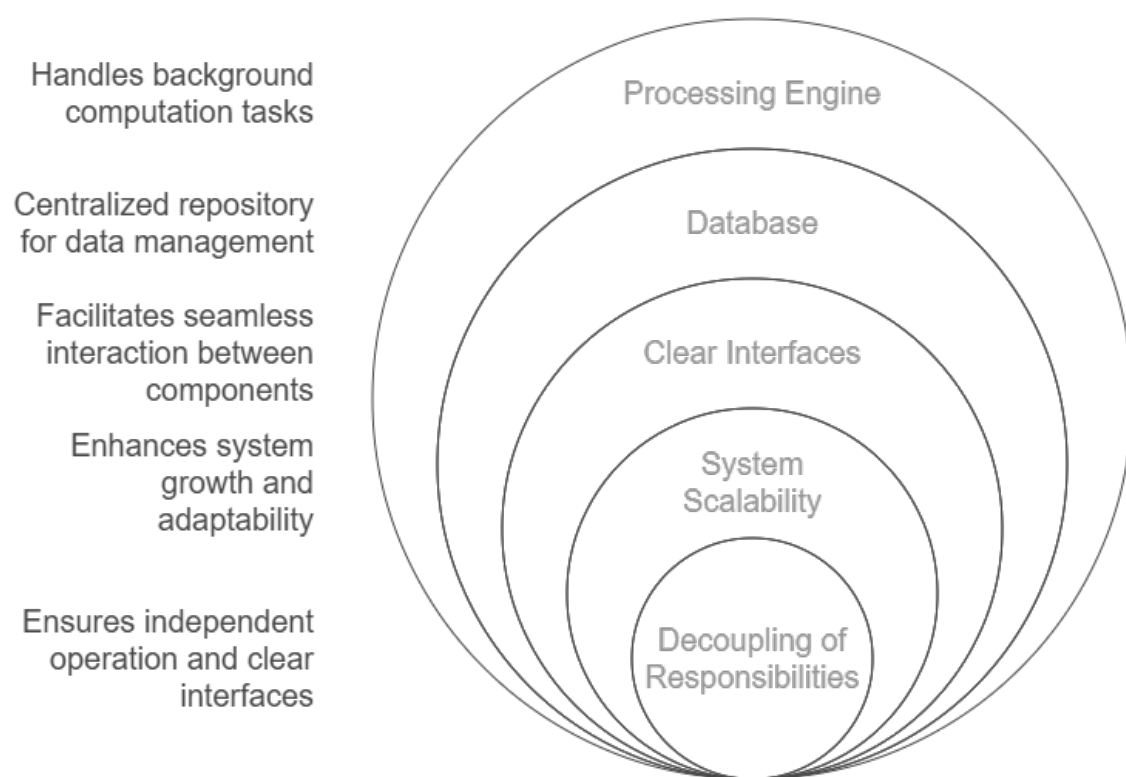 Handles background
computation tasks
Processing Engine
Centralized repository
for data management
Database
Facilitates seamless
interaction between
components
Clear Interfaces
Enhances system
growth and
adaptability
System
Scalability
Ensures independent
operation and clear
interfaces
Decoupling of
Responsibilities